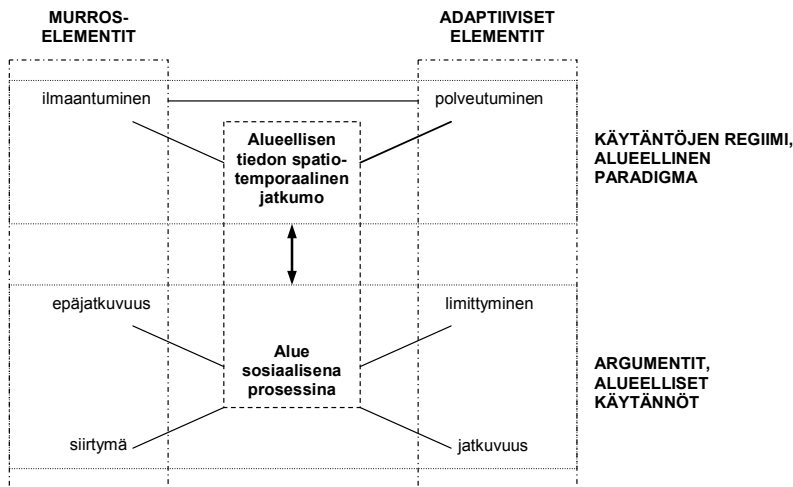 MURROS-
ELEMENTIT
ADAPTIIVISET
ELEMENTIT
ilmaantuminen
polveutuminen
Alueellisen
tiedon spatio-
temporaalinen
jatkumo
KÄYTÄNTÖJEN REGIIMI,
ALUEELLINEN
PARADIGMA
epäjatkuvuus
limittyminen
Alue
sosiaalisena
prosessina
ARGUMENTIT,
ALUEELLISET
KÄYTÄNNÖT
siirtymä
jatkuvuus